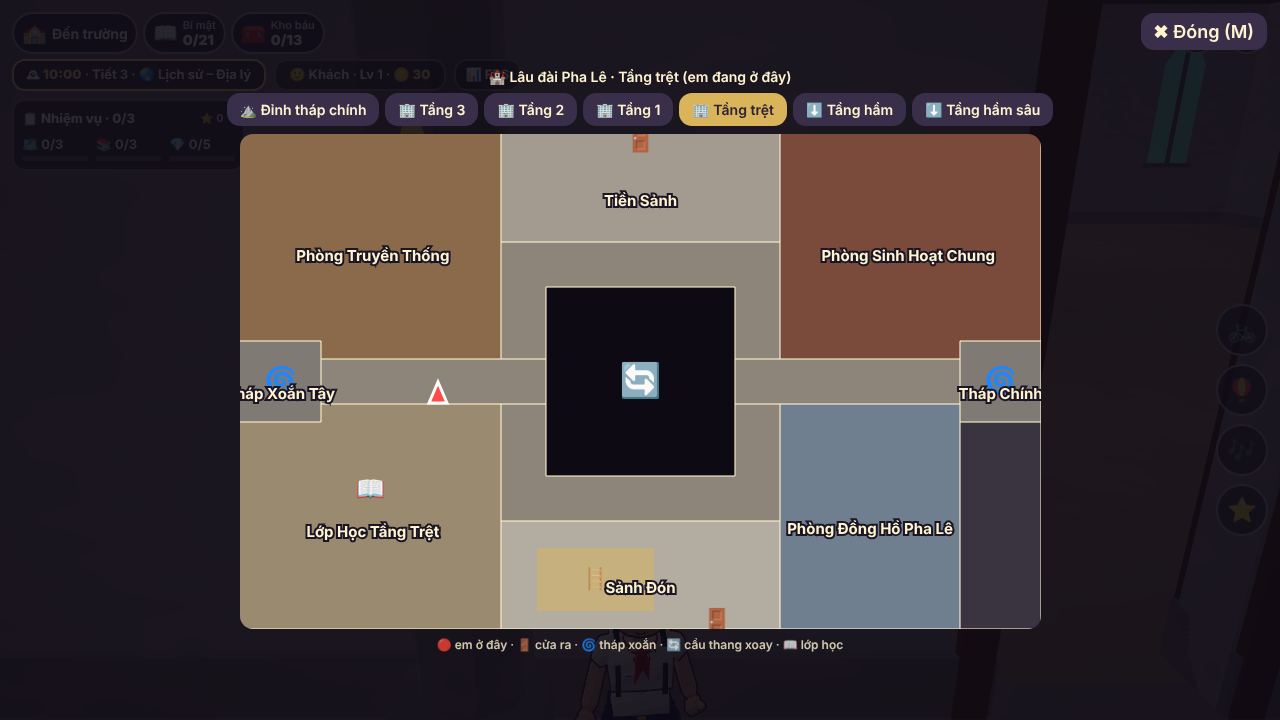 Đến trường
Bí mật
0/21
Kho báu
0/13
✖ Đóng (M)
10:00 · Tiết 3 · Lịch sử – Địa lý
Khách · Lv 1 · 30
Lâu đài Pha Lê · Tầng trệt (em đang ở đây)
Đỉnh tháp chính
Tầng 3
Tầng 2
Tầng 1
Tầng trệt
Tầng hầm
Tầng hầm sâu
Nhiệm vụ · 0/3
0
0/3
0/3
0/5
Tiền Sảnh
Phòng Truyền Thống
Phòng Sinh Hoạt Chung
háp Xoắn Tây
Tháp Chính
Lớp Học Tầng Trệt
Phòng Đồng Hồ Pha Lê
Sảnh Đón
em ở đây · cửa ra · tháp xoắn · cầu thang xoay · lớp học